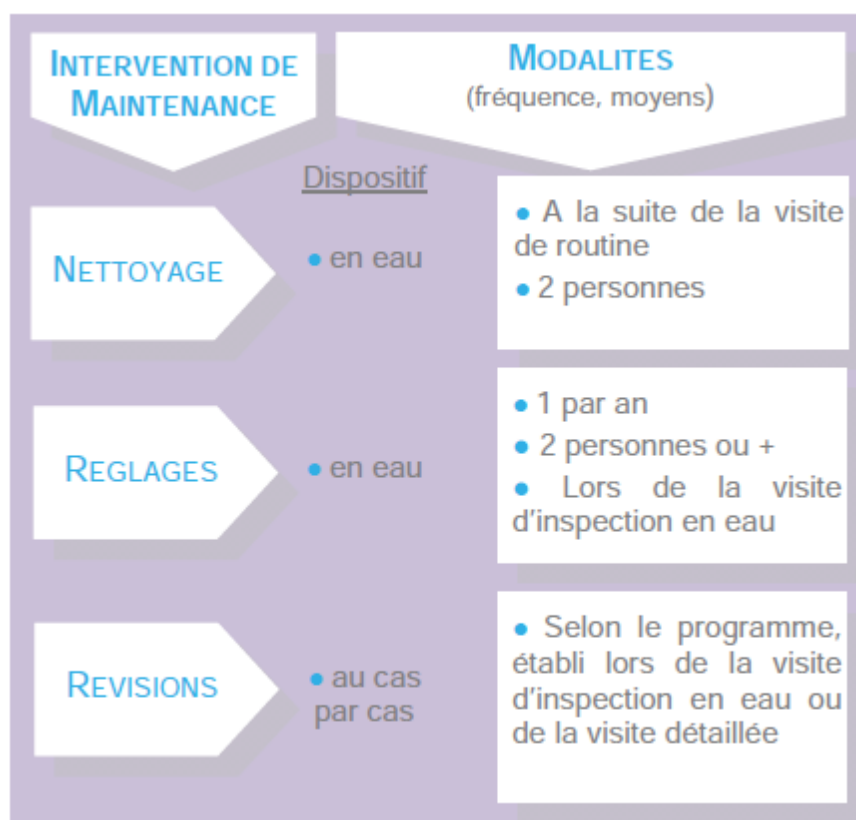 INTERVENTION DE
MAINTENANCE
MODALITES
(fréquence, moyens)
Dispositif
NETTOYAGE
• en eau
• A la suite de la visite
de routine
• 2 personnes
REGLAGES
• en eau
• 1 par an
• 2 personnes ou +
• Lors de la visite
d'inspection en eau
REVISIONS
• au cas
par cas
• Selon le programme,
établi lors de la visite
d'inspection en eau ou
de la visite détaillée